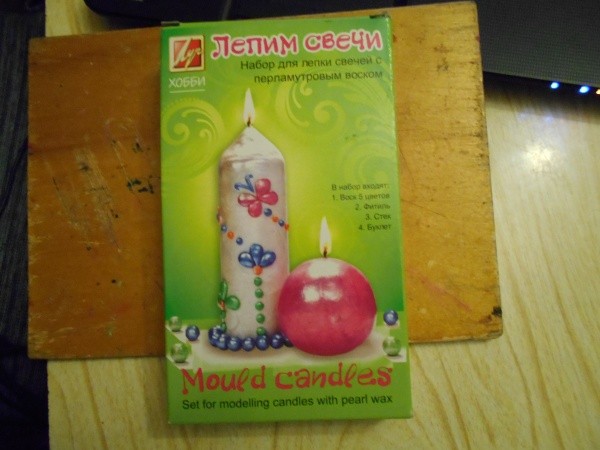 Луч
ХОББИ
Лепим свечи
Набор для лепки свечей с
перламутровым воском
В набор входят:
1. Воск 5 цветов
2. Фитиль
3. Стек
4. Буклет
Mould candles
Set for modelling candles with pearl wax